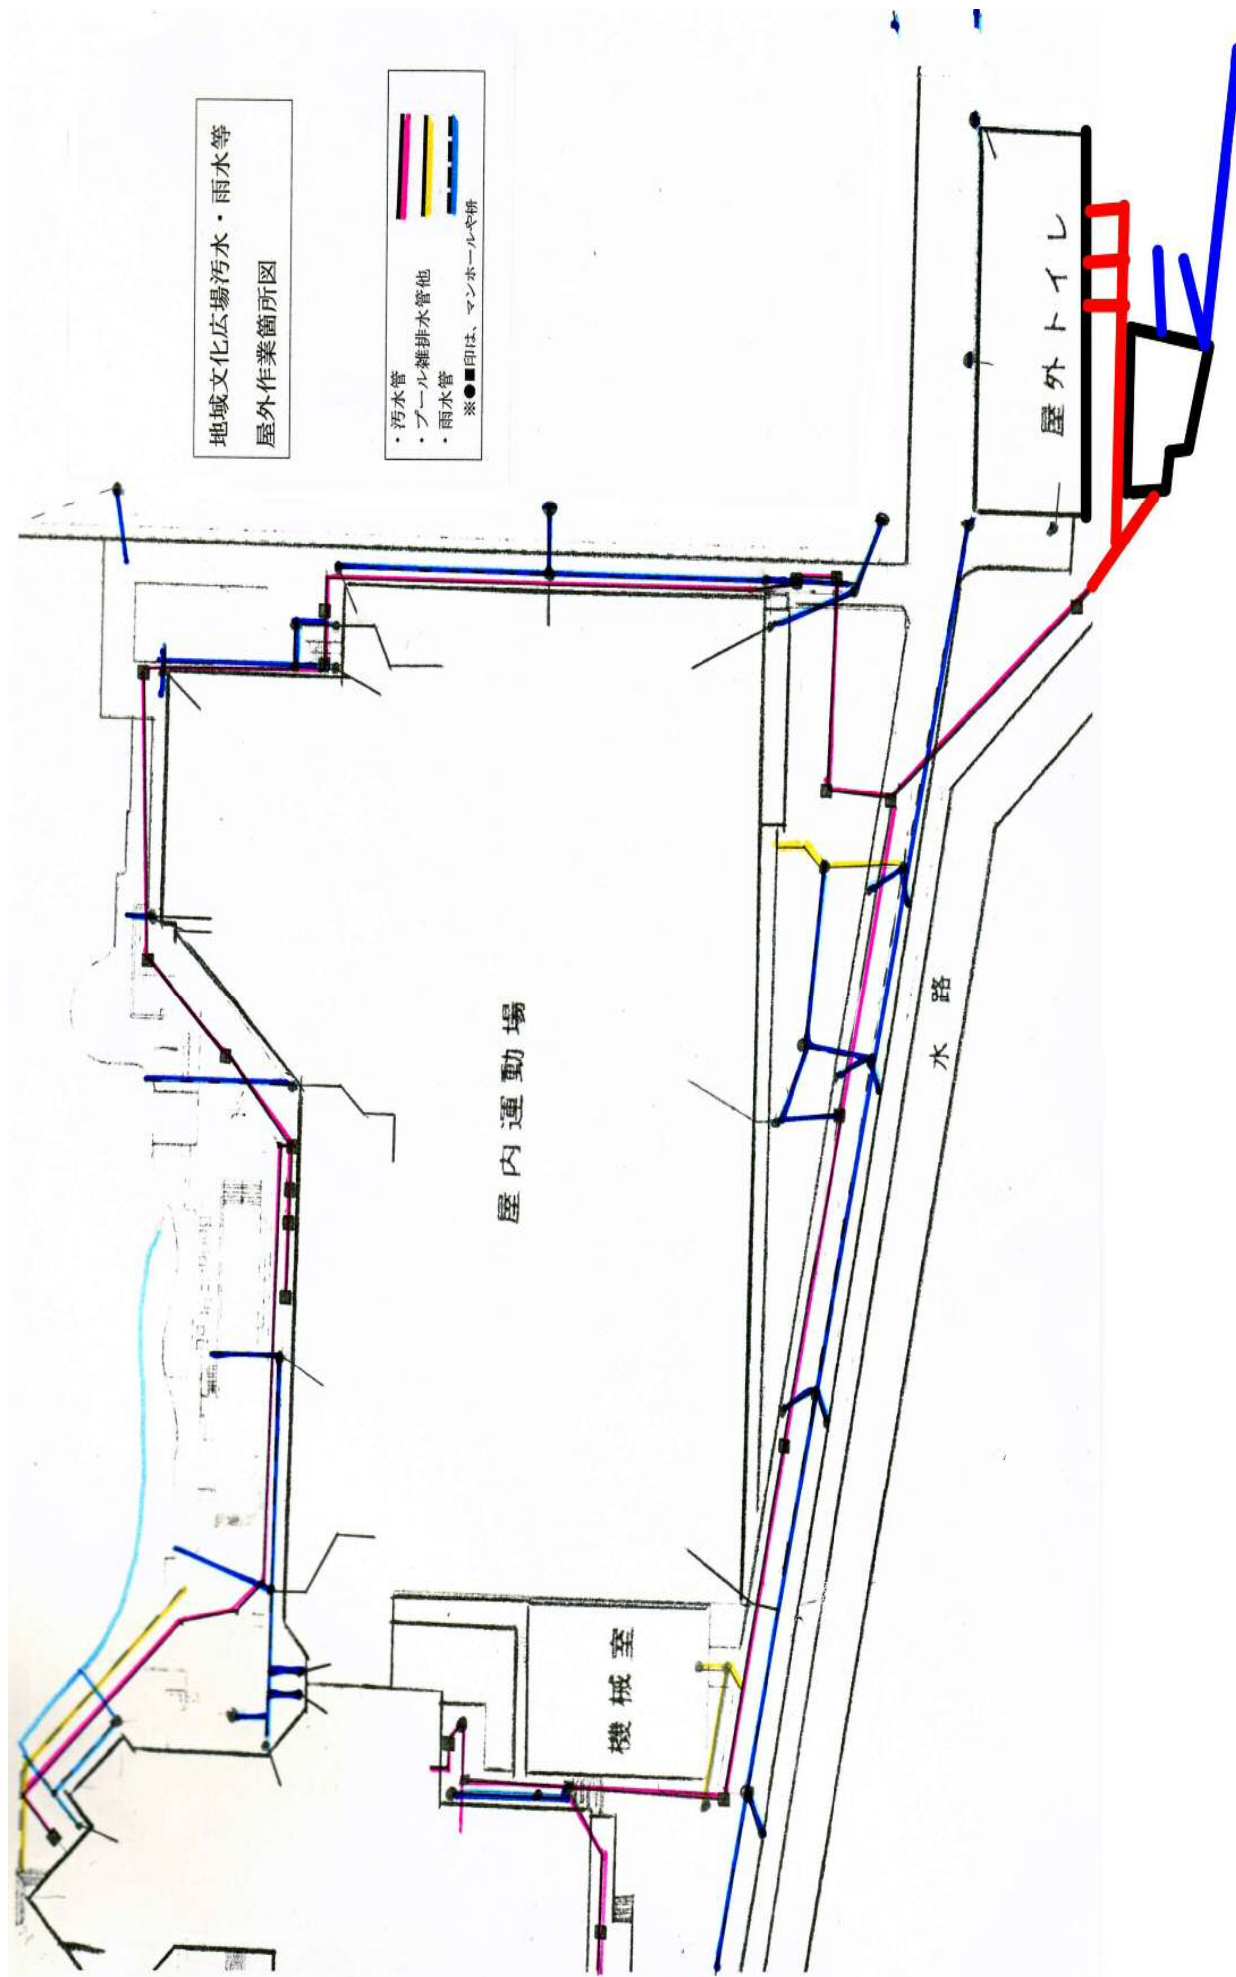 地域文化広場汚水・雨水等
屋外作業箇所図
・汚水管
・プール雑排水管他
・雨水管
※●■印は、マンホールや桝
屋外トイレ
水路
屋内運動場
機械室